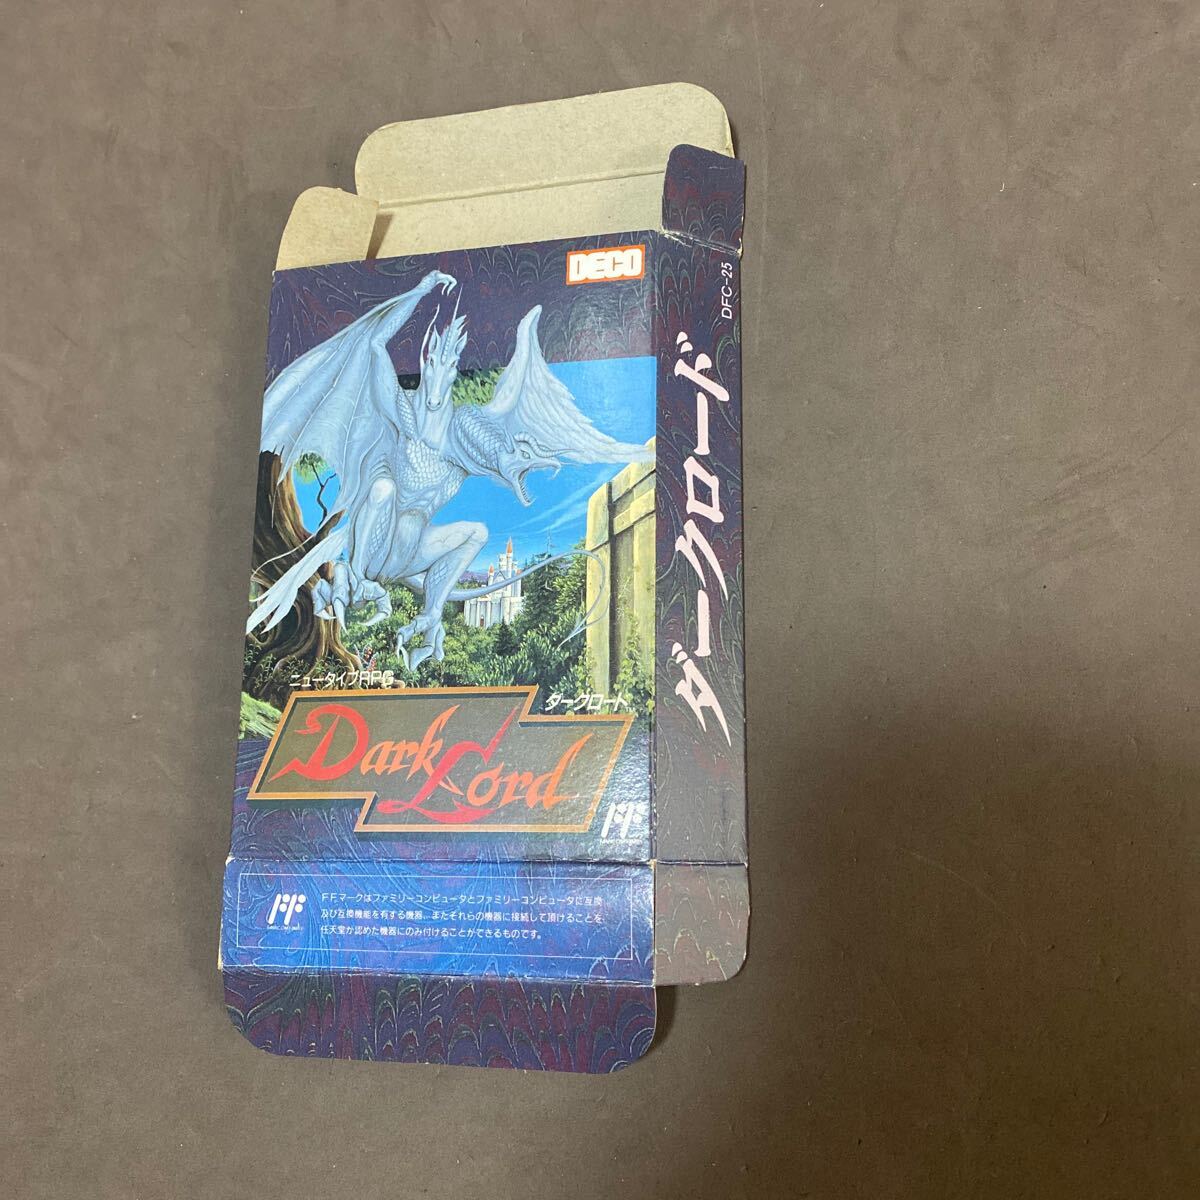 DECO
ニュータイプRPG
ダークロード
Dark Lord
FF
FF
FFマークはファミリーコンピュータとファミリーコンピュータに互換
及び互換機能を有する機器、またそれらの機器に接続して頂けることを、
任天堂が認めた機器にのみ付けることができるものです。
DFC-25
ダークロード